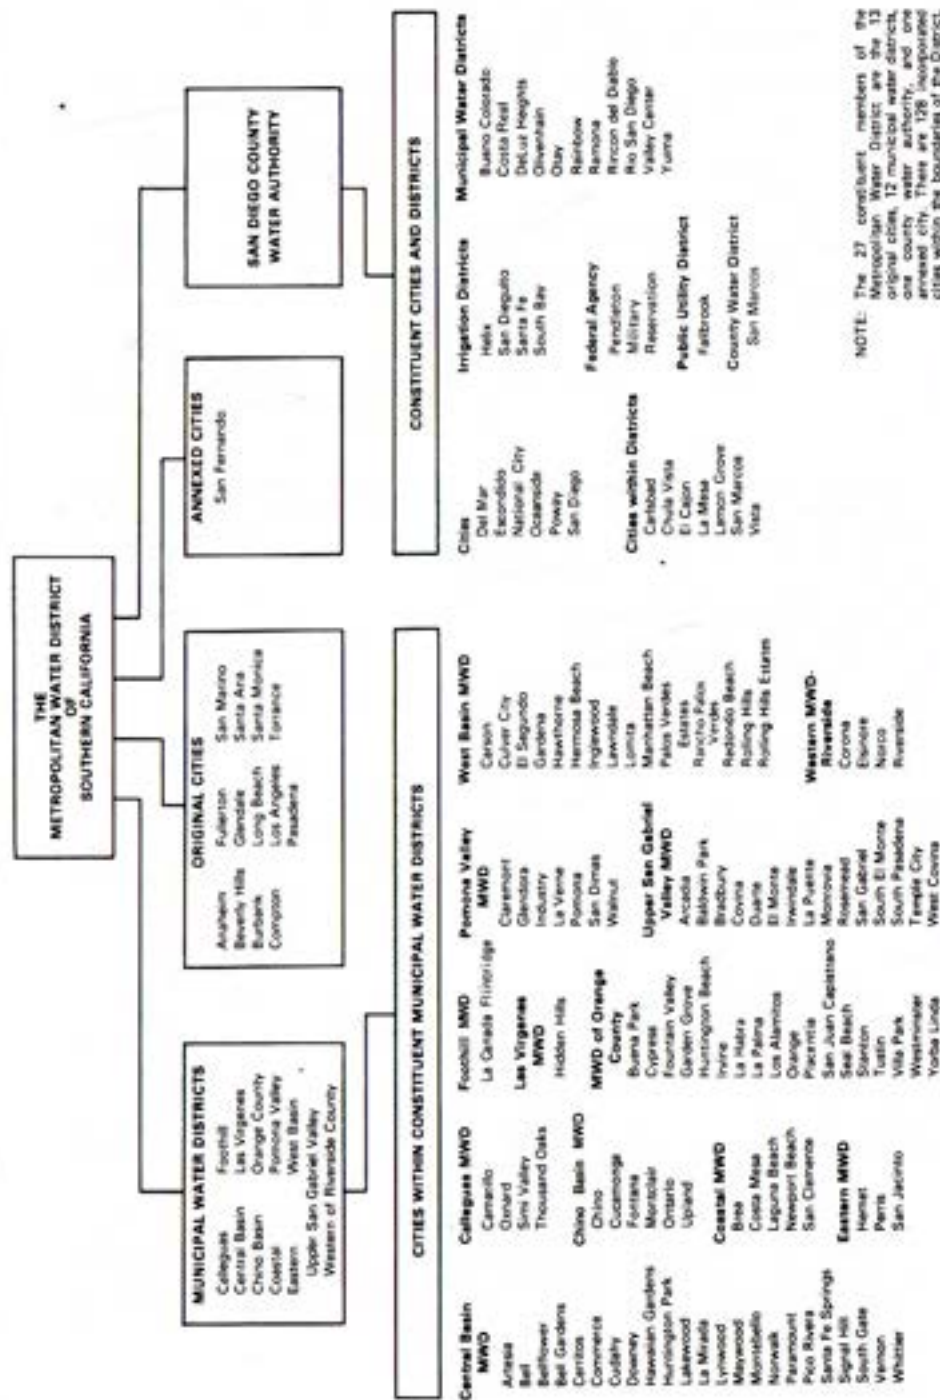 THE
METROPOLITAN WATER DISTRICT
OF
SOUTHERN CALIFORNIA
MUNICIPAL WATER DISTRICTS
Calleguas
Central Basin
Chino Basin
Coastal
Eastern
Foothill
Las Virgenes
Orange County
Pomona Valley
West Basin
Upper San Gabriel Valley
Western of Riverside County
ORIGINAL CITIES
Anaheim
Beverly Hills
Burbank
Compton
Fullerton
Glendale
Long Beach
Los Angeles
Pasadena
San Marino
Santa Ana
Santa Monica
Torrance
ANNEXED CITIES
San Fernando
SAN DIEGO COUNTY
WATER AUTHORITY
CITIES WITHIN CONSTITUENT MUNICIPAL WATER DISTRICTS
Central Basin
MWD
Artesia
Bell
Bellflower
Bell Gardens
Cerritos
Commerce
Cudahy
Downey
Hawaiian Gardens
Huntington Park
Lakewood
La Mirada
Lynwood
Maywood
Montebello
Norwalk
Paramount
Pico Rivera
Santa Fe Springs
Signal Hill
South Gate
Vernon
Whittier
Calleguas MWD
Camarillo
Oxnard
Simi Valley
Thousand Oaks
Chino Basin MWD
Chino
Cucamonga
Fontana
Montclair
Ontario
Upland
Coastal MWD
Brea
Costa Mesa
Laguna Beach
Newport Beach
San Clemente
Eastern MWD
Hemet
Perris
San Jacinto
Foothill MWD
La Canada Flintridge
Las Virgenes
MWD
Hidden Hills
MWD of Orange
County
Buena Park
Cypress
Fountain Valley
Garden Grove
Huntington Beach
Irvine
La Habra
La Palma
Los Alamitos
Orange
Placentia
San Juan Capistrano
Seal Beach
Stanton
Tustin
Villa Park
Westminster
Yorba Linda
Pomona Valley
MWD
Claremont
Glendora
Industry
La Verne
Pomona
San Dimas
Walnut
Upper San Gabriel
Valley MWD
Arcadia
Baldwin Park
Bradbury
Covina
Duarte
El Monte
Irwindale
La Puente
Monrovia
Rosemead
San Gabriel
South El Monte
South Pasadena
Temple City
West Covina
West Basin MWD
Carson
Culver City
El Segundo
Gardena
Hawthorne
Hermosa Beach
Inglewood
Lawndale
Lomita
Manhattan Beach
Palos Verdes
Estates
Rancho Palos
Verdes
Redondo Beach
Rolling Hills
Rolling Hills Estates
Western MWD-
Riverside
Corona
Elsinore
Norco
Riverside
CONSTITUENT CITIES AND DISTRICTS
Cities
Del Mar
Escondido
National City
Oceanside
Poway
San Diego
Cities within Districts
Carlsbad
Chula Vista
El Cajon
La Mesa
Lemon Grove
San Marcos
Vista
Irrigation Districts
Helix
San Dieguito
Santa Fe
South Bay
Federal Agency
Pendleton
Military
Reservation
Public Utility District
Fallbrook
County Water District
San Marcos
Municipal Water Districts
Bueno Colorado
Costa Real
DeLuz Heights
Olivenhain
Otay
Rainbow
Ramona
Rincon del Diablo
Rio San Diego
Valley Center
Yuima
NOTE: The 27 constituent members of the
Metropolitan Water District are the 13
original cities, 12 municipal water districts,
one county water authority, and one
annexed city. There are 128 incorporated
cities within the boundaries of the District.